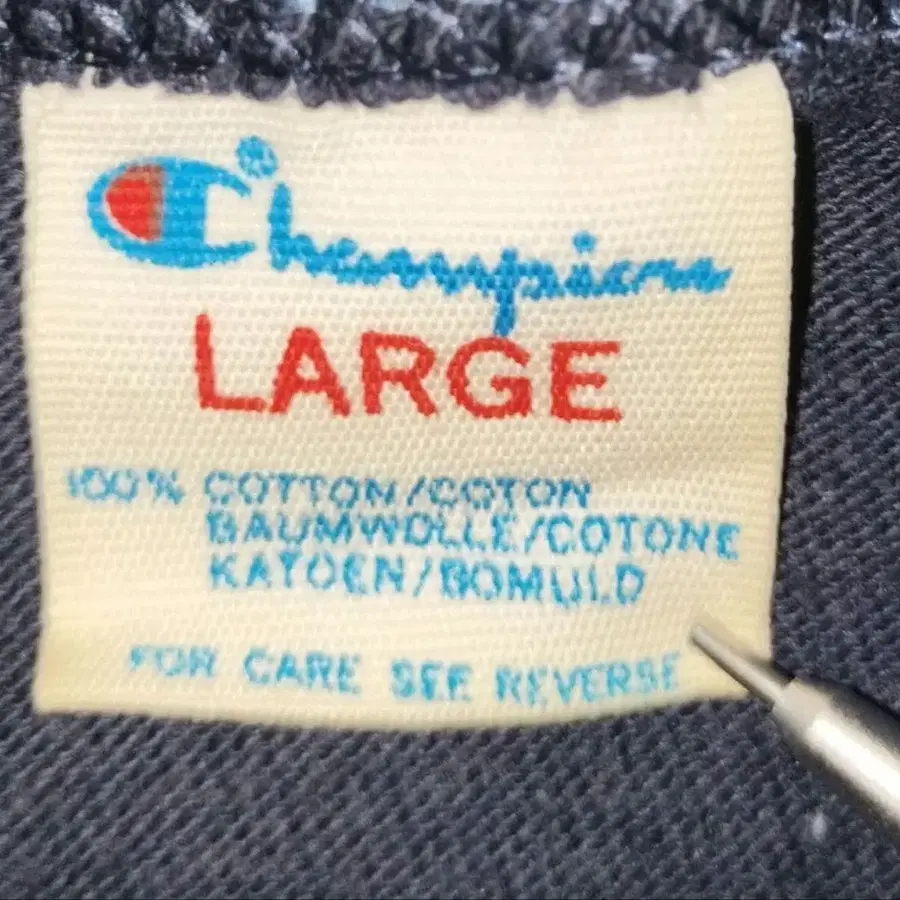 Champion®
LARGE
100% COTTON/COTON
BAUMWOLLE/COTONE
KATOEN/BOMULD
FOR CARE SEE REVERSE